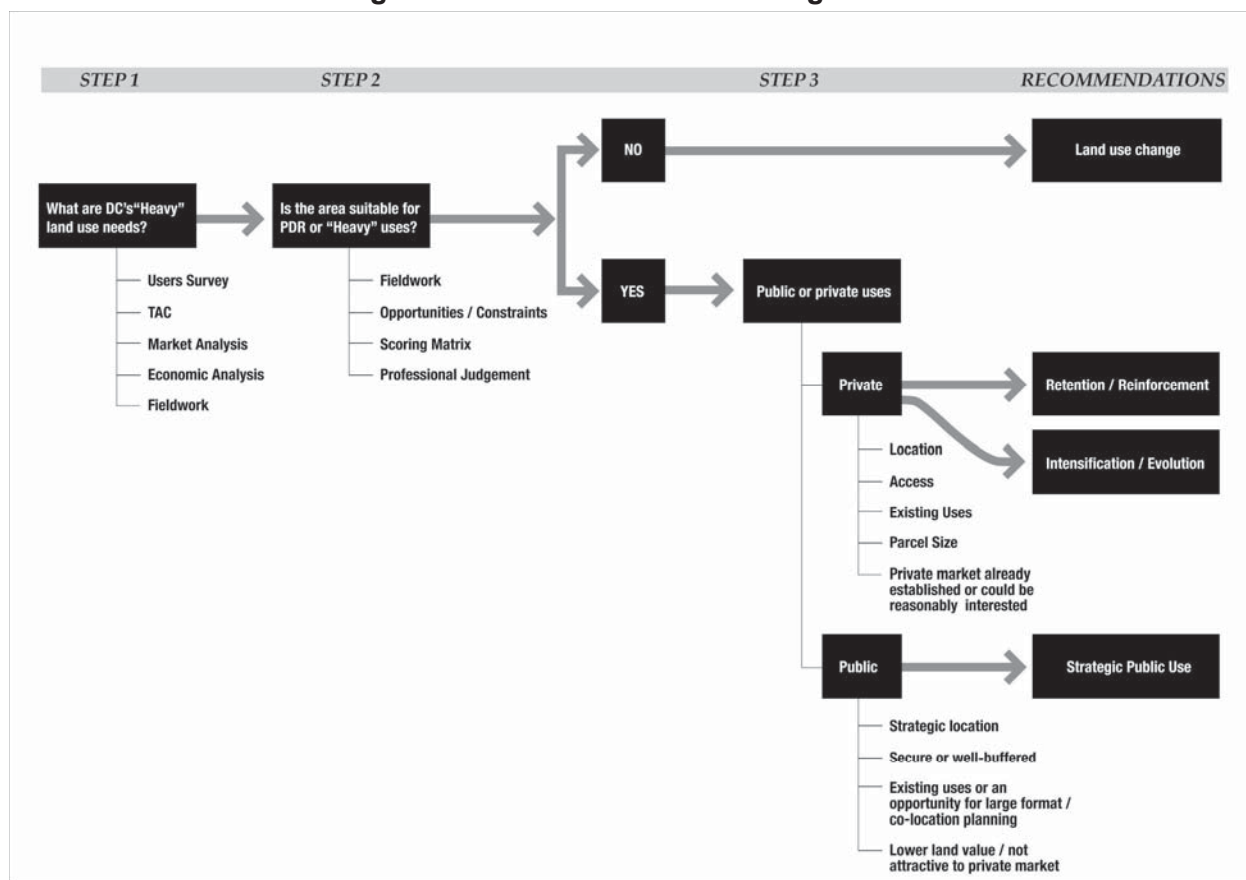 STEP 1
STEP 2
STEP 3
RECOMMENDATIONS
NO
Land use change
What are DC's "Heavy"
land use needs?
Is the area suitable for
PDR or "Heavy" uses?
Users Survey
TAC
Market Analysis
Economic Analysis
Fieldwork
Fieldwork
Opportunities / Constraints
Scoring Matrix
Professional Judgement
YES
Public or private uses
Private
Retention / Reinforcement
Intensification / Evolution
Location
Access
Existing Uses
Parcel Size
Private market already
established or could be
reasonably interested
Public
Strategic Public Use
Strategic location
Secure or well-buffered
Existing uses or an
opportunity for large format /
co-location planning
Lower land value / not
attractive to private market